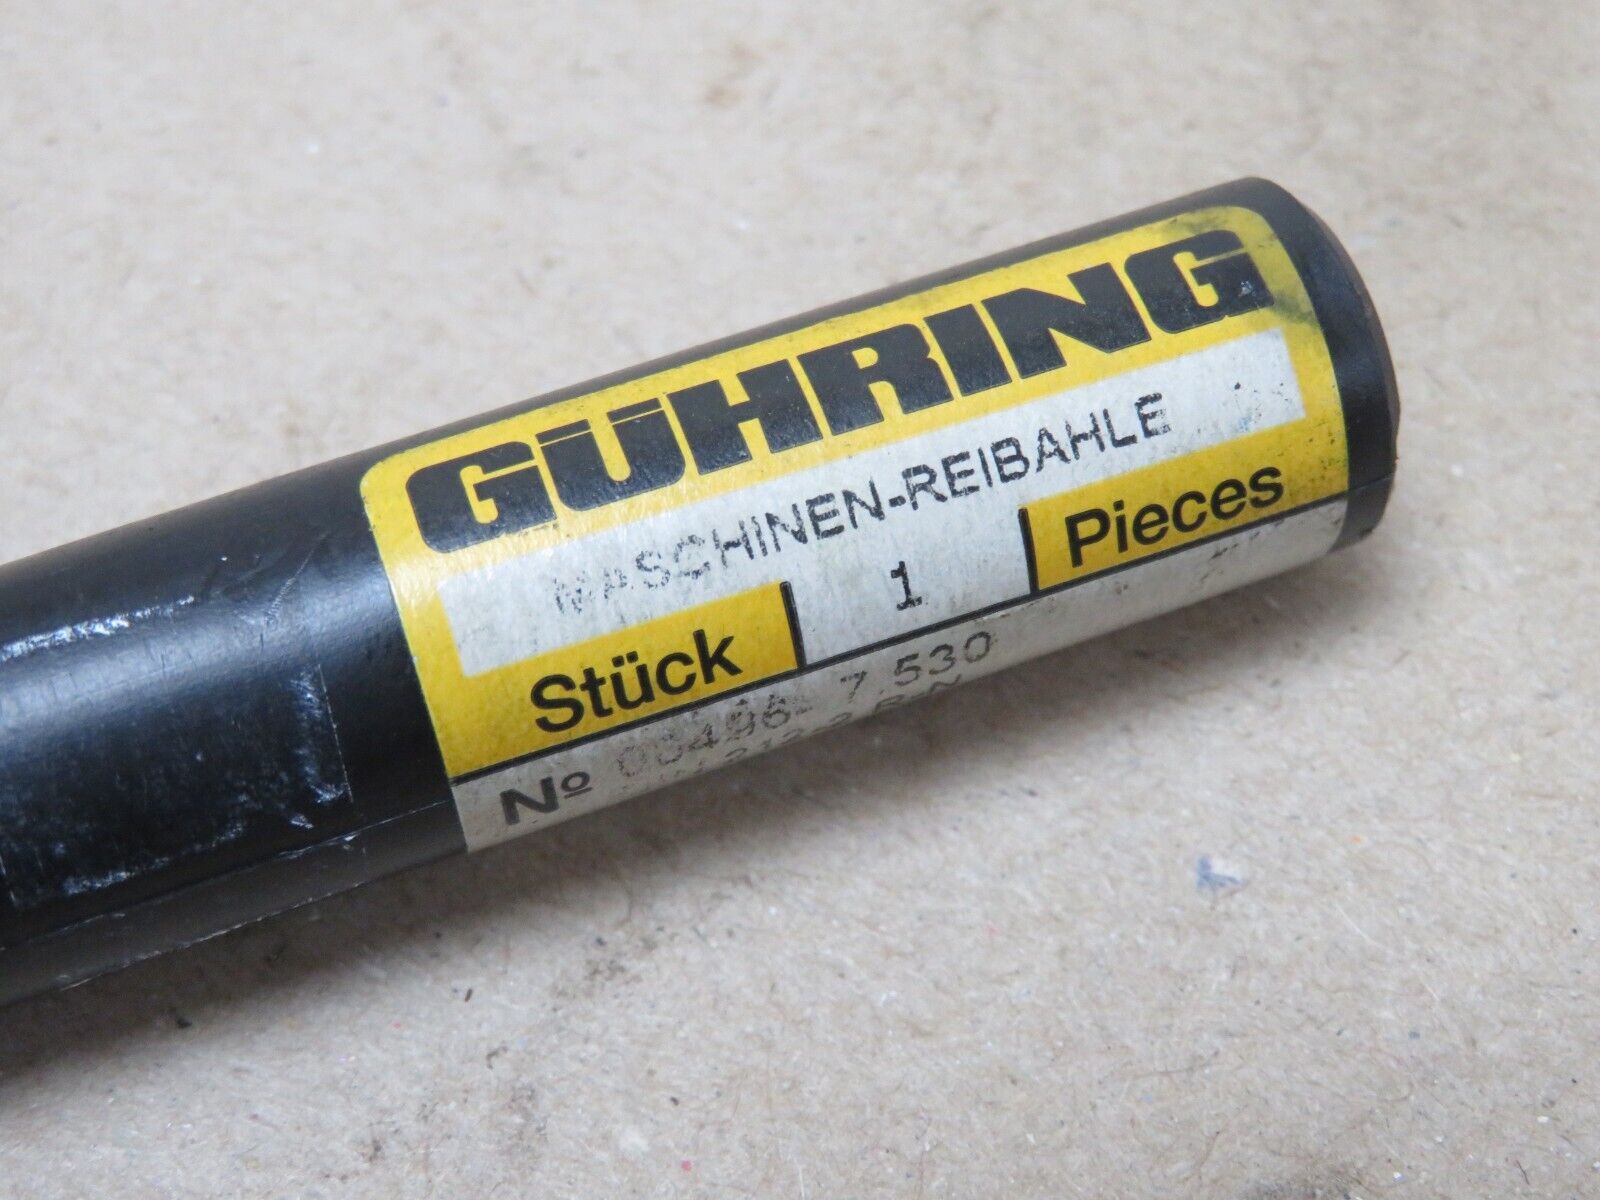 GÜHRING
MASCHINEN-REIBAHLE
Stück 1 Pieces
Nº 7.530